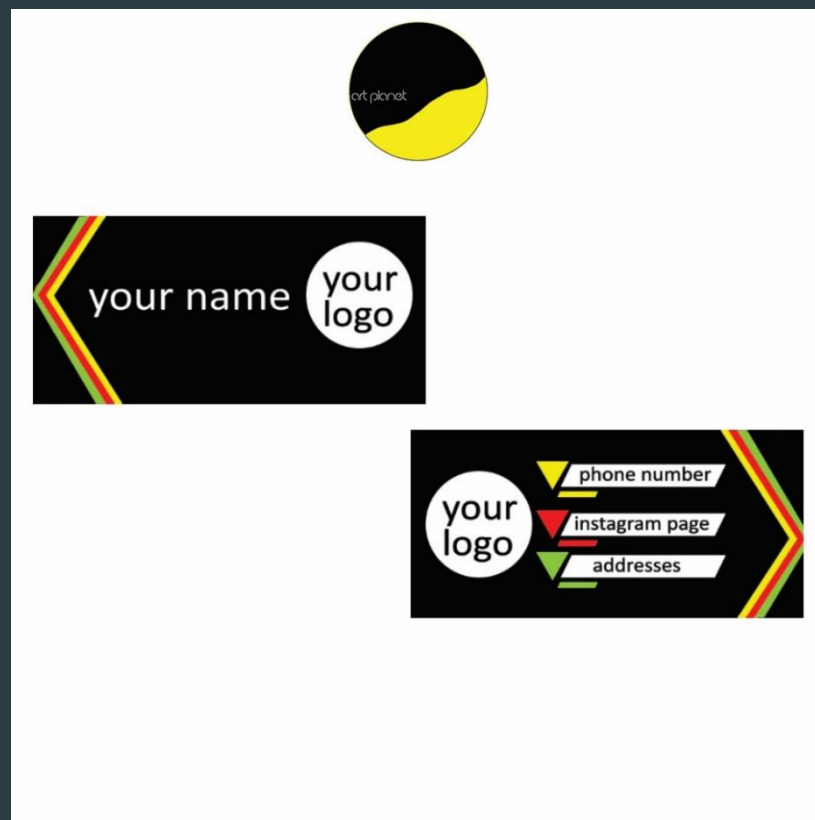 art planet
your name
your
logo
your
logo
phone number
instagram page
addresses